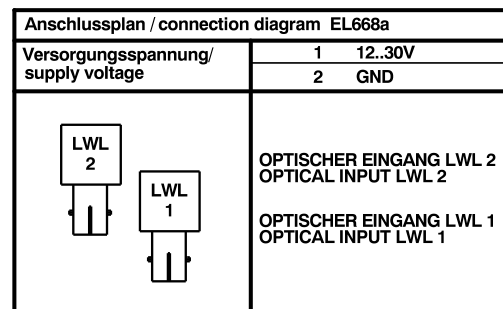 Anschlussplan / connection diagram EL668a
Versorgungsspannung/
supply voltage
1 12..30V
2 GND
LWL
2
LWL
1
OPTISCHER EINGANG LWL 2
OPTICAL INPUT LWL 2
OPTISCHER EINGANG LWL 1
OPTICAL INPUT LWL 1